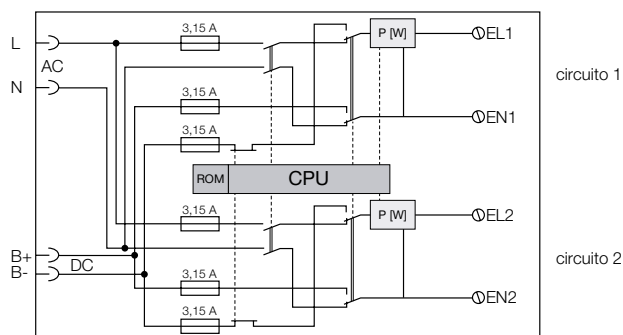 3,15 A
L
P [W]
EL1
AC
circuito 1
N
3,15 A
EN1
3,15 A
ROM
CPU
3,15 A
P [W]
EL2
B+
DC
B-
circuito 2
3,15 A
EN2
3,15 A